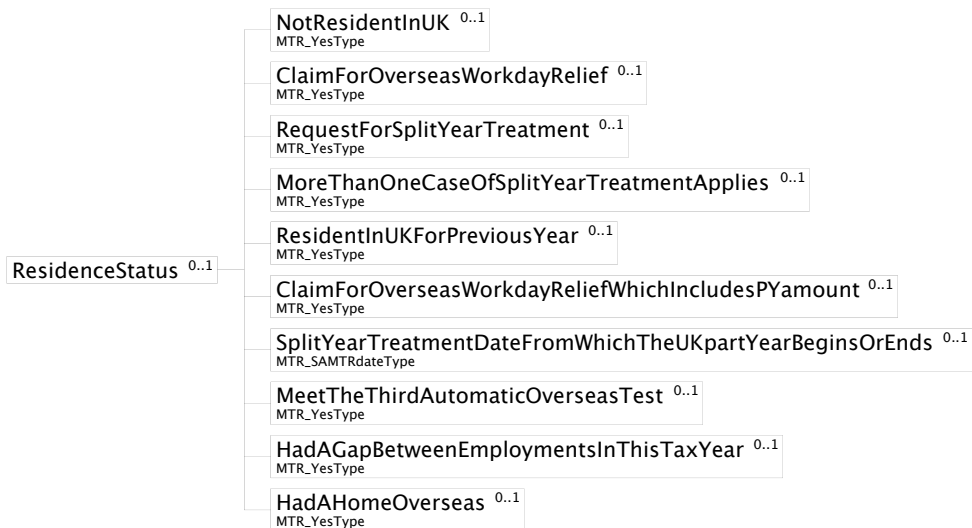 NotResidentInUK 0..1
MTR_YesType
ClaimForOverseasWorkdayRelief 0..1
MTR_YesType
RequestForSplitYearTreatment 0..1
MTR_YesType
MoreThanOneCaseOfSplitYearTreatmentApplies 0..1
MTR_YesType
ResidentInUKForPreviousYear 0..1
MTR_YesType
ResidenceStatus 0..1
ClaimForOverseasWorkdayReliefWhichIncludesPYamount 0..1
MTR_YesType
SplitYearTreatmentDateFromWhichTheUKpartYearBeginsOrEnds 0..1
MTR_SAMTRdateType
MeetTheThirdAutomaticOverseasTest 0..1
MTR_YesType
HadAGapBetweenEmploymentsInThisTaxYear 0..1
MTR_YesType
HadAHomeOverseas 0..1
MTR_YesType